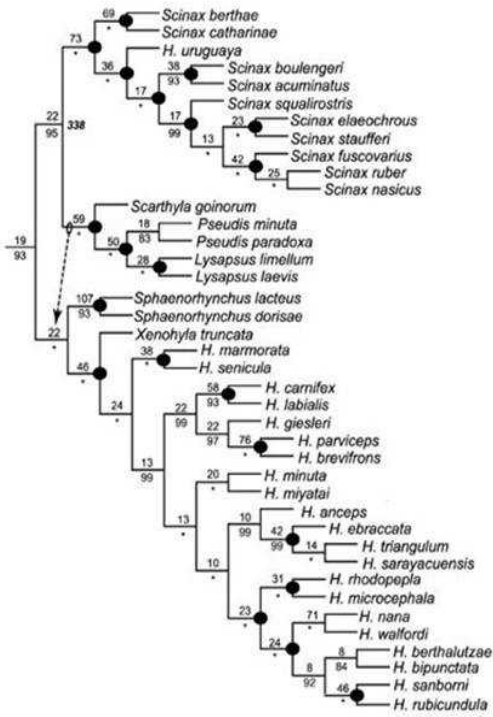 69
Scinax berthae
*
Scinax catharinae
73
*
H. uruguaya
36
*
38
Scinax boulengeri
93
Scinax acuminatus
17
*
22
95
338
17
99
Scinax squalirostris
23
Scinax elaeochrous
*
Scinax staufferi
13
*
Scinax fuscovarius
42
*
25
Scinax ruber
*
Scinax nasicus
19
93
59
*
Scarthyla goinorum
18
Pseudis minuta
83
Pseudis paradoxa
50
*
Lysapsus limellum
28
*
Lysapsus laevis
107
Sphaenorhynchus lacteus
93
Sphaenorhynchus dorisae
22
*
Xenohyla truncata
46
*
38
H. marmorata
*
H. senicula
24
*
58
H. carnifex
93
H. labialis
22
99
H. giesleri
22
97
76
H. parviceps
*
H. brevifrons
13
99
20
H. minuta
*
H. miyatai
13
*
10
99
H. anceps
42
99
H. ebraccata
14
H. triangulum
*
H. sarayacuensis
10
*
31
H. rhodopepla
*
H. microcephala
23
*
71
H. nana
*
H. walfordi
24
*
8
H. berthalutzae
84
H. bipunctata
8
92
46
H. sanborni
*
H. rubicundula